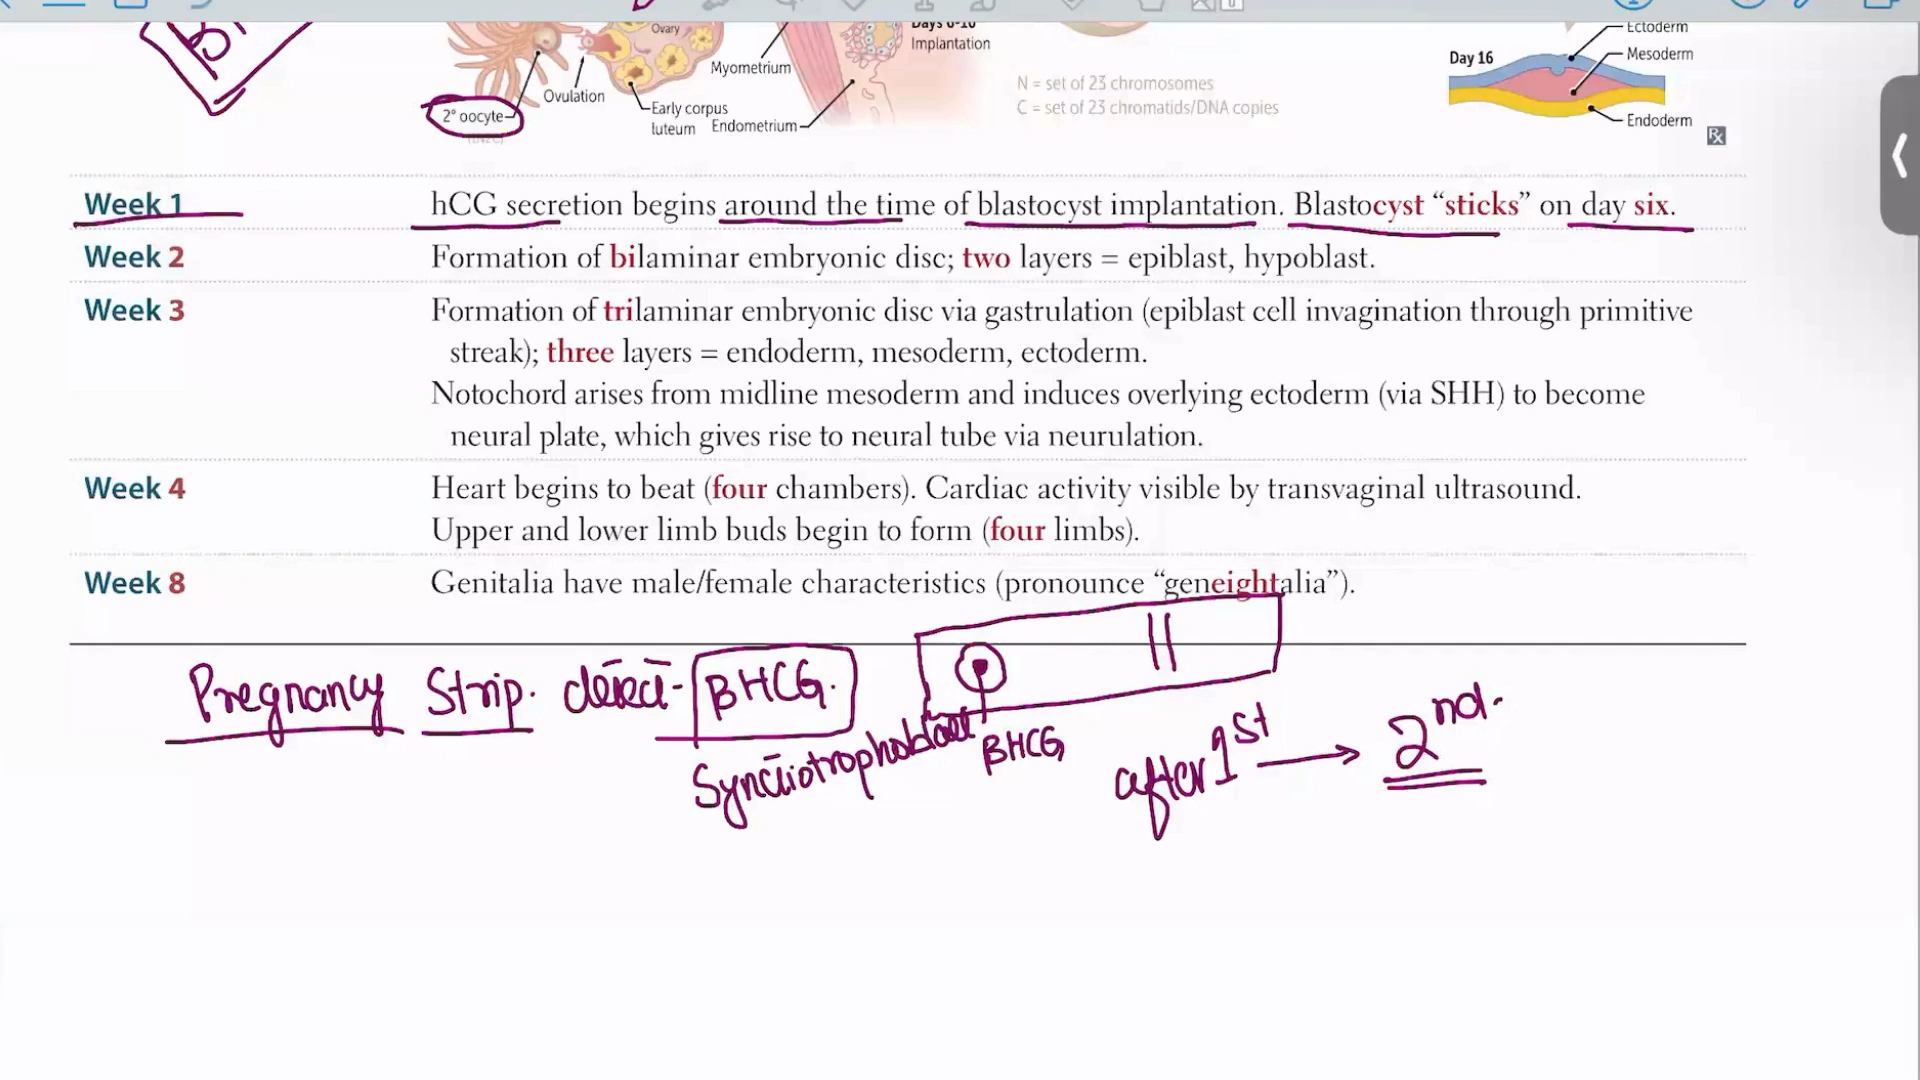 Ovary
Days 6-10
Implantation
Myometrium
Ovulation
2° oocyte
Early corpus
luteum
Endometrium
N = set of 23 chromosomes
C = set of 23 chromatids/DNA copies
Day 16
Ectoderm
Mesoderm
Endoderm
Rx
Week 1
hCG secretion begins around the time of blastocyst implantation. Blastocyst “sticks” on day six.
Week 2
Formation of bilaminar embryonic disc; two layers = epiblast, hypoblast.
Week 3
Formation of trilaminar embryonic disc via gastrulation (epiblast cell invagination through primitive
streak); three layers = endoderm, mesoderm, ectoderm.
Notochord arises from midline mesoderm and induces overlying ectoderm (via SHH) to become
neural plate, which gives rise to neural tube via neurulation.
Week 4
Heart begins to beat (four chambers). Cardiac activity visible by transvaginal ultrasound.
Upper and lower limb buds begin to form (four limbs).
Week 8
Genitalia have male/female characteristics (pronounce “geneightalia”).
Pregnancy Strip. detect- BHCG.
BHCG
after 1st → 2nd.